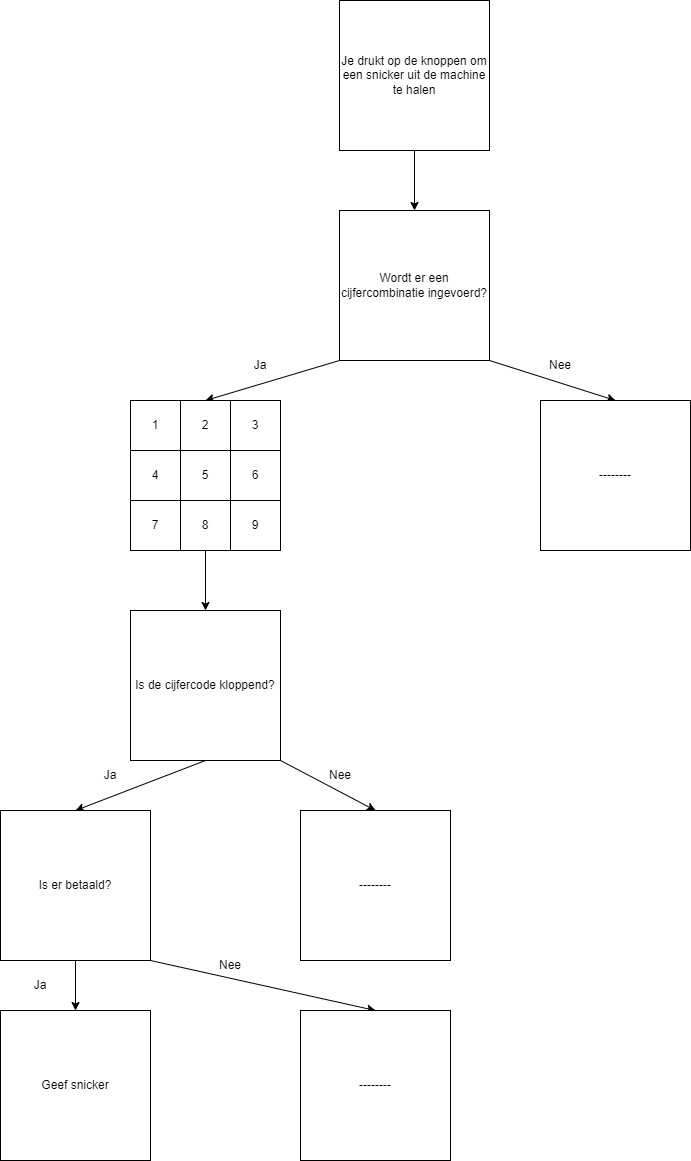 Je drukt op de knoppen om
een snicker uit de machine
te halen
Wordt er een
cijfercombinatie ingevoerd?
Ja
Nee
1 2 3
4 5 6
7 8 9
--------
Is de cijfercode kloppend?
Ja
Nee
Is er betaald?
--------
Nee
Ja
Geef snicker
--------